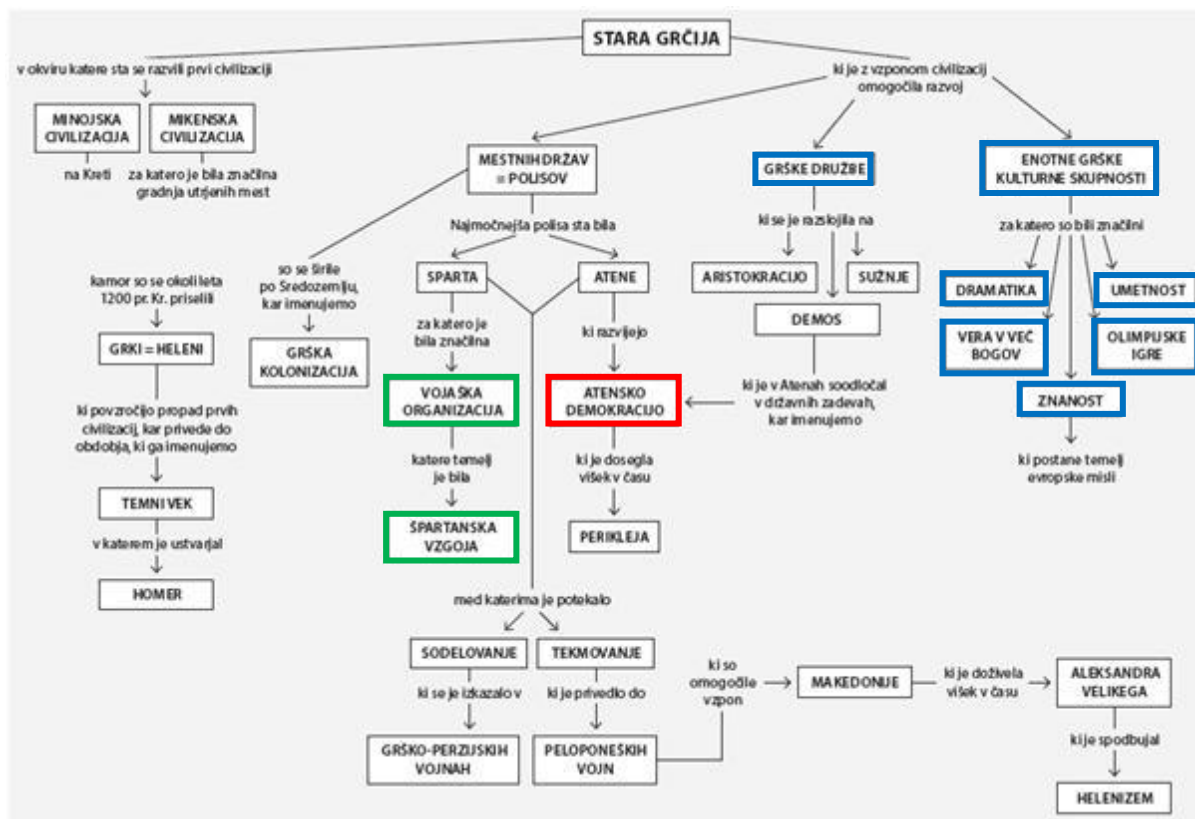 STARA GRČIJA
v okviru katere sta se razvili prvi civilizaciji
MINOJSKA
CIVILIZACIJA
MIKENSKA
CIVILIZACIJA
na Kreti
za katero je bila značilna
gradnja utrjenih mest
kamor so se okoli leta
1200 pr. Kr. priselili
GRKI = HELENI
ki povzročijo propad prvih
civilizacij, kar privede do
obdobja, ki ga imenujemo
TEMNI VEK
v katerem je ustvarjal
HOMER
ki je z vzponom civilizacij
omogočila razvoj
MESTNIH DRŽAV
= POLISOV
so se širile
po Sredozemlju,
kar imenujemo
GRŠKA
KOLONIZACIJA
Najmočnejša polisa sta bila
SPARTA
ATENE
za katero je
bila značilna
VOJAŠKA
ORGANIZACIJA
katere temelj
je bila
ŠPARTANSKA
VZGOJA
ki razvijejo
ATENSKO
DEMOKRACIJO
ki je dosegla
višek v času
PERIKLEJA
med katerima je potekalo
SODELOVANJE
TEKMOVANJE
ki se je izkazalo v
ki je privedlo do
GRŠKO-PERZIJSKIH
VOJNAH
PELOPONEŠKIH
VOJN
ki so
omogočile
vzpon
MAKEDONIJE
ki je doživela
višek v času
ALEKSANDRA
VELIKEGA
ki je spodbujal
HELENIZEM
GRŠKE DRUŽBE
ki se je razslojila na
ARISTOKRACIJO
SUŽNJE
DEMOS
ki je v Atenah soodločal
v državnih zadevah,
kar imenujemo
ENOTNE GRŠKE
KULTURNE SKUPNOSTI
za katero so bili značilni
DRAMATIKA
UMETNOST
VERA V VEČ
BOGOV
OLIMPIJSKE
IGRE
ZNANOST
ki postane temelj
evropske misli